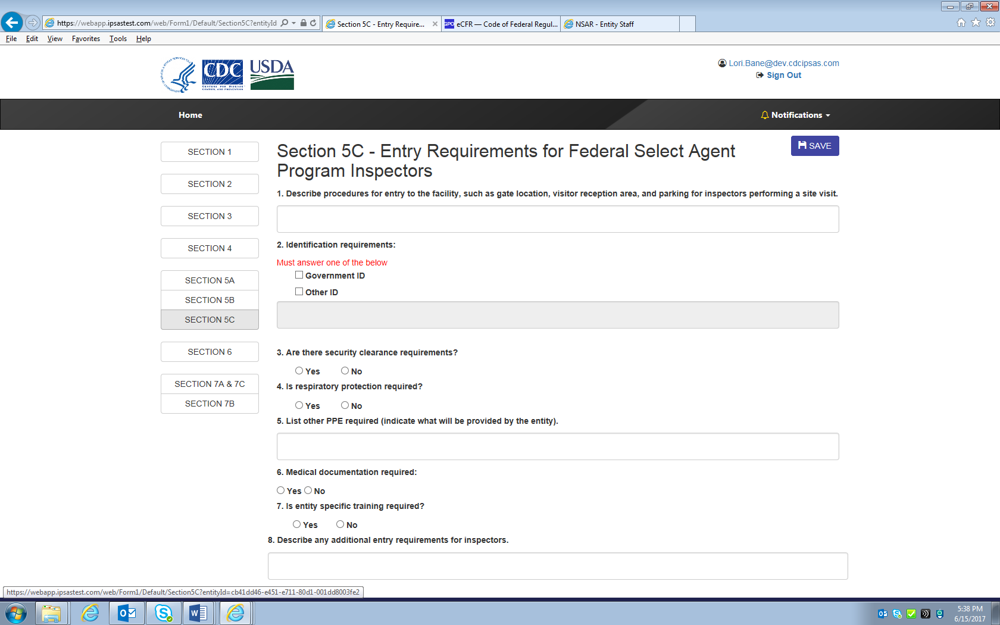 https://webapp.ipsastest.com/web/Form1/Default/Section5C?entityId
Section 5C - Entry Require...
GPO eCFR — Code of Federal Regul...
NSAR - Entity Staff
File Edit View Favorites Tools Help
CDC
CENTERS FOR DISEASE
CONTROL AND PREVENTION
USDA
Lori.Bane@dev.cdcipsas.com
Sign Out
Home
Notifications
SECTION 1
SECTION 2
SECTION 3
SECTION 4
SECTION 5A
SECTION 5B
SECTION 5C
SECTION 6
SECTION 7A & 7C
SECTION 7B
Section 5C - Entry Requirements for Federal Select Agent
Program Inspectors
SAVE
1. Describe procedures for entry to the facility, such as gate location, visitor reception area, and parking for inspectors performing a site visit.
2. Identification requirements:
Must answer one of the below
Government ID
Other ID
3. Are there security clearance requirements?
Yes No
4. Is respiratory protection required?
Yes No
5. List other PPE required (indicate what will be provided by the entity).
6. Medical documentation required:
Yes No
7. Is entity specific training required?
Yes No
8. Describe any additional entry requirements for inspectors.
https://webapp.ipsastest.com/web/Form1/Default/Section5C?entityId=cb41dd46-e451-e711-80d1-001dd8003fe2
5:38 PM
6/15/2017